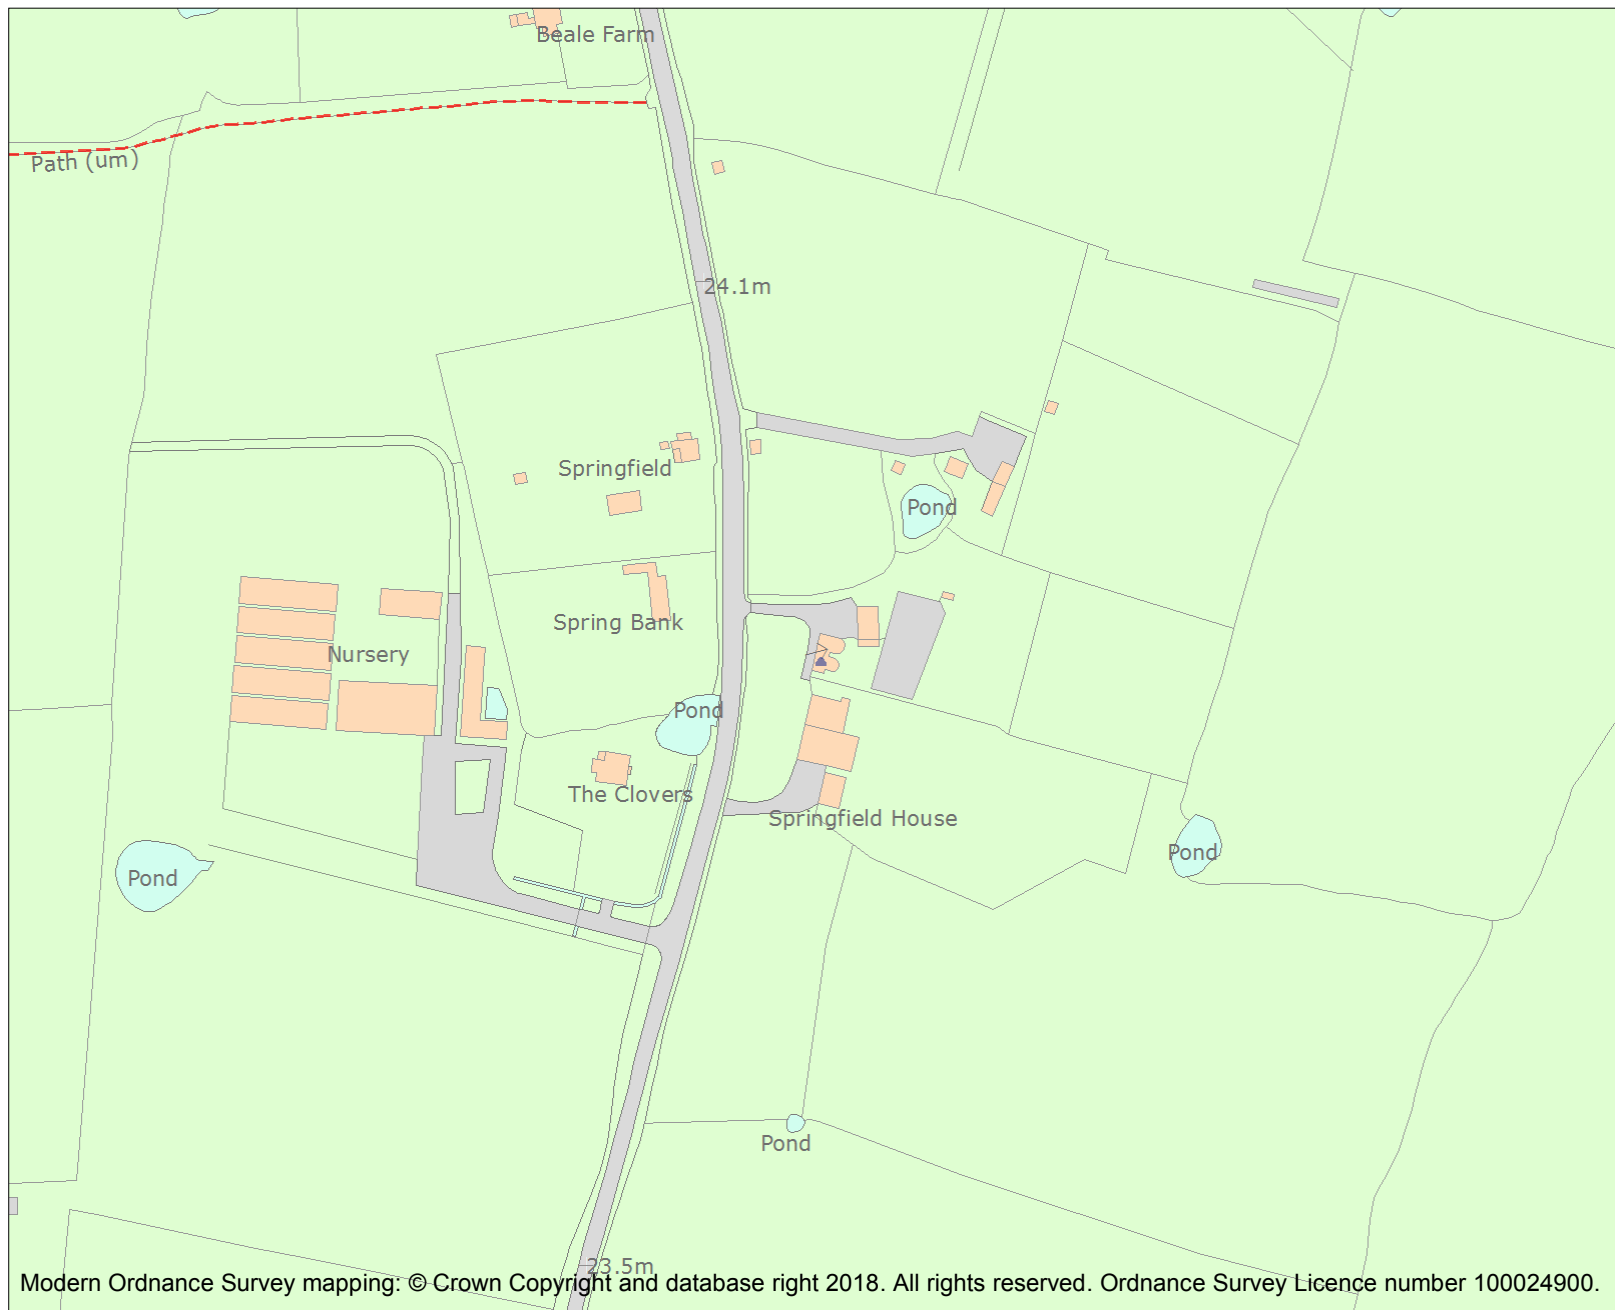 Beale Farm
Path (um)
24.1m
Springfield
Pond
Spring Bank
Nursery
Pond
The Clovers
Springfield House
Pond
Pond
Pond
23.5m
Modern Ordnance Survey mapping: © Crown Copyright and database right 2018. All rights reserved. Ordnance Survey Licence number 100024900.